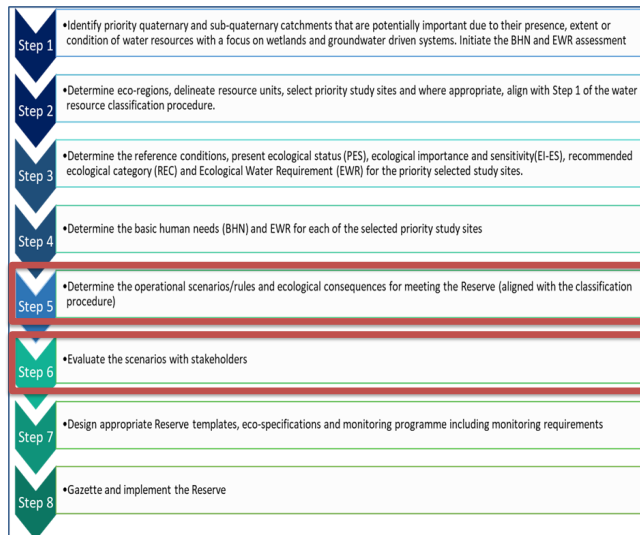 Step 1
•Identify priority quaternary and sub-quaternary catchments that are potentially important due to their presence, extent or
condition of water resources with a focus on wetlands and groundwater driven systems. Initiate the BHN and EWR assessment
Step 2
•Determine eco-regions, delineate resource units, select priority study sites and where appropriate, align with Step 1 of the water
resource classification procedure.
Step 3
•Determine the reference conditions, present ecological status (PES), ecological importance and sensitivity(EI-ES), recommended
ecological category (REC) and Ecological Water Requirement (EWR) for the priority selected study sites.
Step 4
•Determine the basic human needs (BHN) and EWR for each of the selected priority study sites
Step 5
•Determine the operational scenarios/rules and ecological consequences for meeting the Reserve (aligned with the classification
procedure)
Step 6
•Evaluate the scenarios with stakeholders
Step 7
•Design appropriate Reserve templates, eco-specifications and monitoring programme including monitoring requirements
Step 8
•Gazette and implement the Reserve